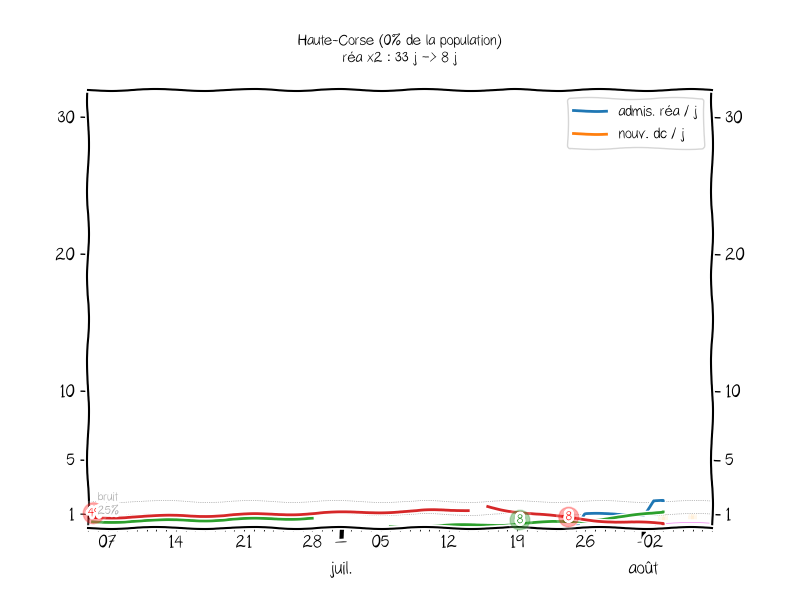 Haute-Corse (0% de la population)
réa x2 : 33 j -> 8 j
admis. réa / j
nouv. dc / j
30 30
20 20
10 10
5 5
1 1
bruit
25%
8 8
07 14 21 28 05 12 19 26 02
juil. août